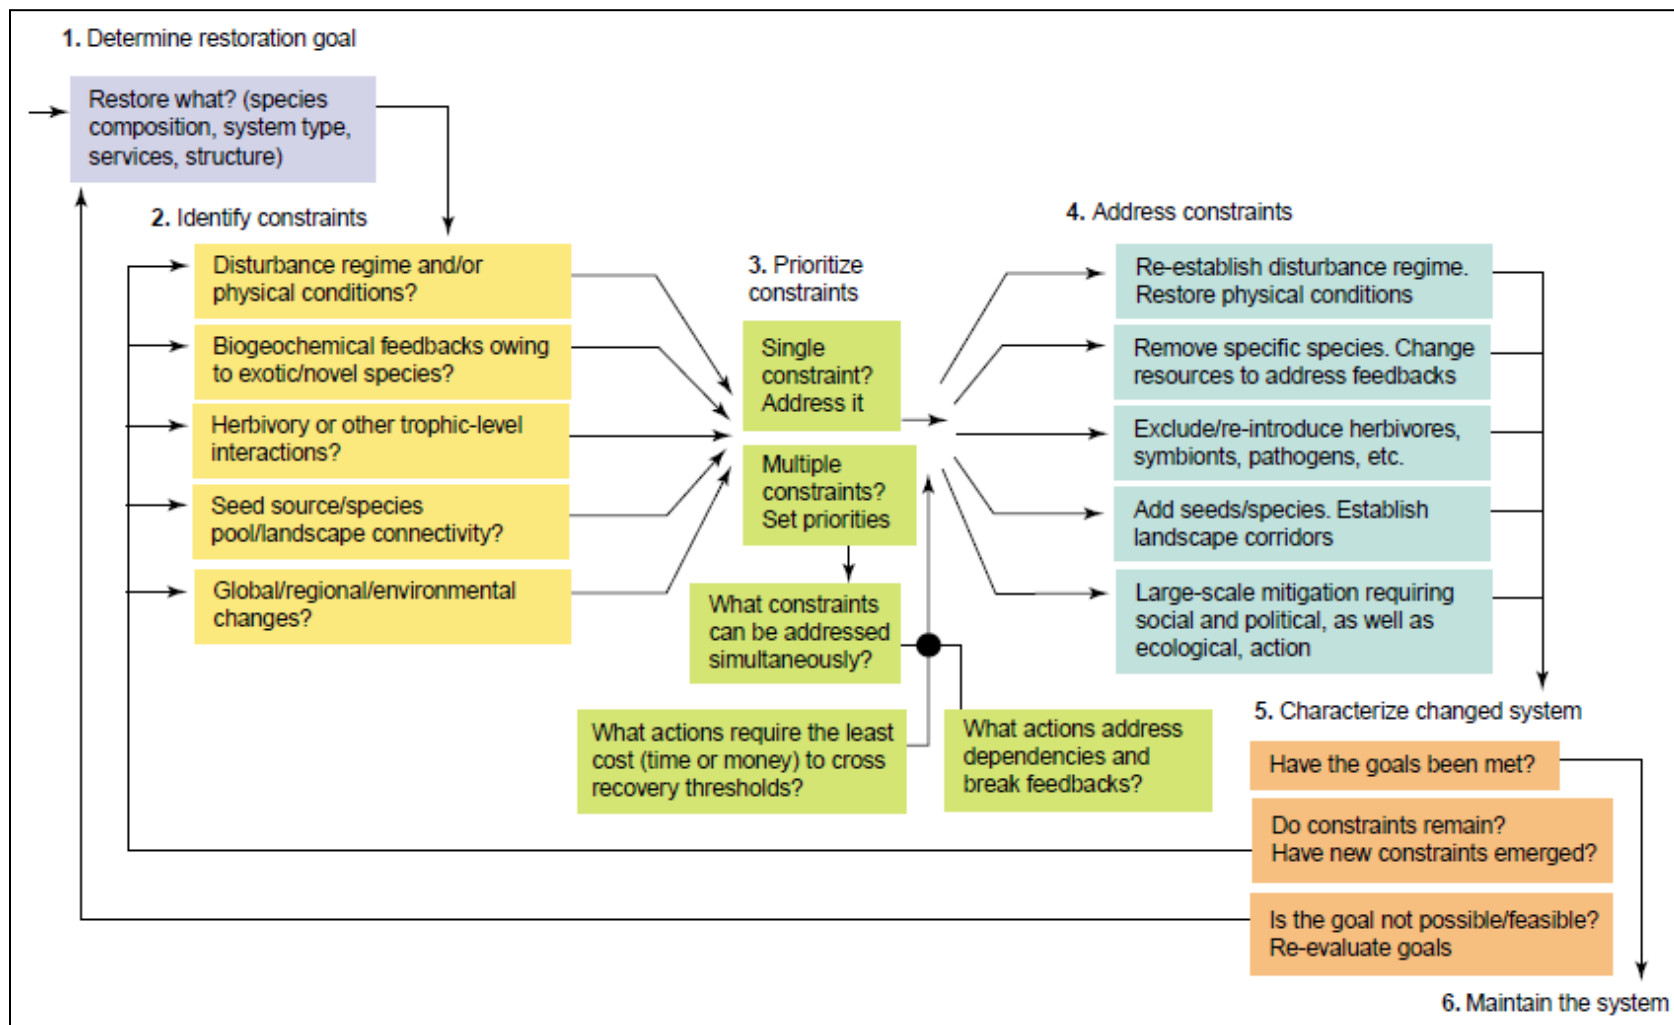 1. Determine restoration goal
Restore what? (species
composition, system type,
services, structure)
2. Identify constraints
Disturbance regime and/or
physical conditions?
Biogeochemical feedbacks owing
to exotic/novel species?
Herbivory or other trophic-level
interactions?
Seed source/species
pool/landscape connectivity?
Global/regional/environmental
changes?
3. Prioritize
constraints
Single
constraint?
Address it
Multiple
constraints?
Set priorities
What constraints
can be addressed
simultaneously?
What actions require the least
cost (time or money) to cross
recovery thresholds?
What actions address
dependencies and
break feedbacks?
4. Address constraints
Re-establish disturbance regime.
Restore physical conditions
Remove specific species. Change
resources to address feedbacks
Exclude/re-introduce herbivores,
symbionts, pathogens, etc.
Add seeds/species. Establish
landscape corridors
Large-scale mitigation requiring
social and political, as well as
ecological, action
5. Characterize changed system
Have the goals been met?
Do constraints remain?
Have new constraints emerged?
Is the goal not possible/feasible?
Re-evaluate goals
6. Maintain the system